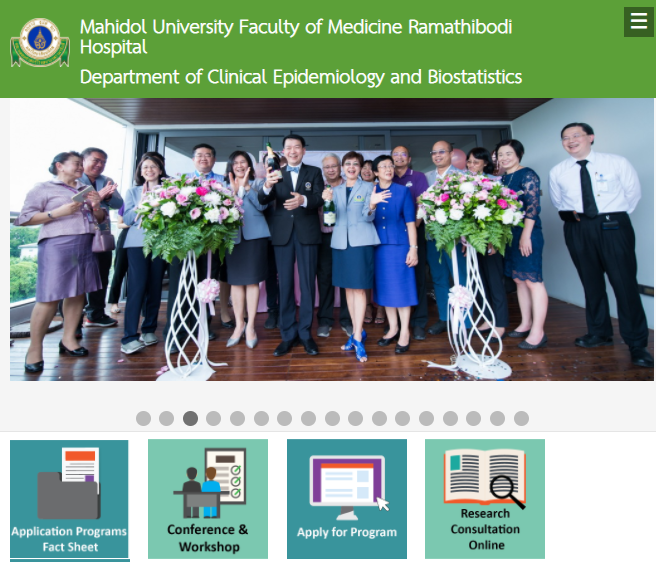 Mahidol University Faculty of Medicine Ramathibodi
Hospital
Department of Clinical Epidemiology and Biostatistics
Application Programs
Fact Sheet
Conference &
Workshop
Apply for Program
Research
Consultation
Online